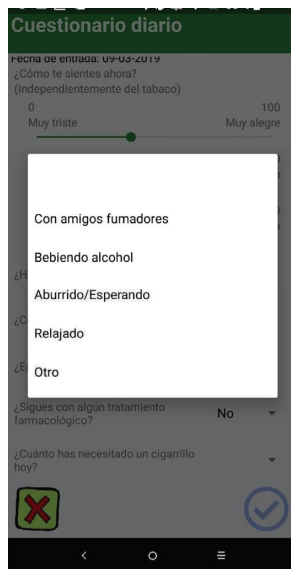 Cuestionario diario
Fecha de entrada: 09-03-2019
¿Cómo te sientes ahora?
(Independientemente del tabaco)
0 100
Muy triste Muy alegre
Con amigos fumadores
Bebiendo alcohol
Aburrido/Esperando
Relajado
Otro
¿Sigues con algún tratamiento
farmacológico?
No
¿Cuánto has necesitado un cigarrillo
hoy?